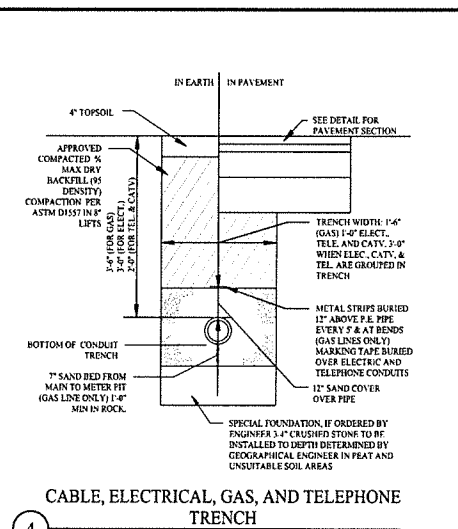 IN EARTH
IN PAVEMENT
4" TOPSOIL
SEE DETAIL FOR
PAVEMENT SECTION
APPROVED
COMPACTED %
MAX DRY
BACKFILL (95
DENSITY)
COMPACTION PER
ASTM D1557 IN 8"
LIFTS
3'-6" (FOR GAS)
3'-0" (FOR ELECT.)
2'-0" (FOR TEL. & CATV)
TRENCH WIDTH: 1'-6"
(GAS) 1'-0" ELECT.,
TELE. AND CATV. 3'-0"
WHEN ELEC., CATV, &
TEL. ARE GROUPED IN
TRENCH
METAL STRIPS BURIED
12" ABOVE P.E. PIPE
EVERY 5' & AT BENDS
(GAS LINES ONLY)
MARKING TAPE BURIED
OVER ELECTRIC AND
TELEPHONE CONDUITS
BOTTOM OF CONDUIT
TRENCH
7" SAND BED FROM
MAIN TO METER PIT
(GAS LINE ONLY) 1'-0"
MIN IN ROCK.
12" SAND COVER
OVER PIPE
SPECIAL FOUNDATION, IF ORDERED BY
ENGINEER 3-4" CRUSHED STONE TO BE
INSTALLED TO DEPTH DETERMINED BY
GEOGRAPHICAL ENGINEER IN PEAT AND
UNSUITABLE SOIL AREAS
CABLE, ELECTRICAL, GAS, AND TELEPHONE
TRENCH
4